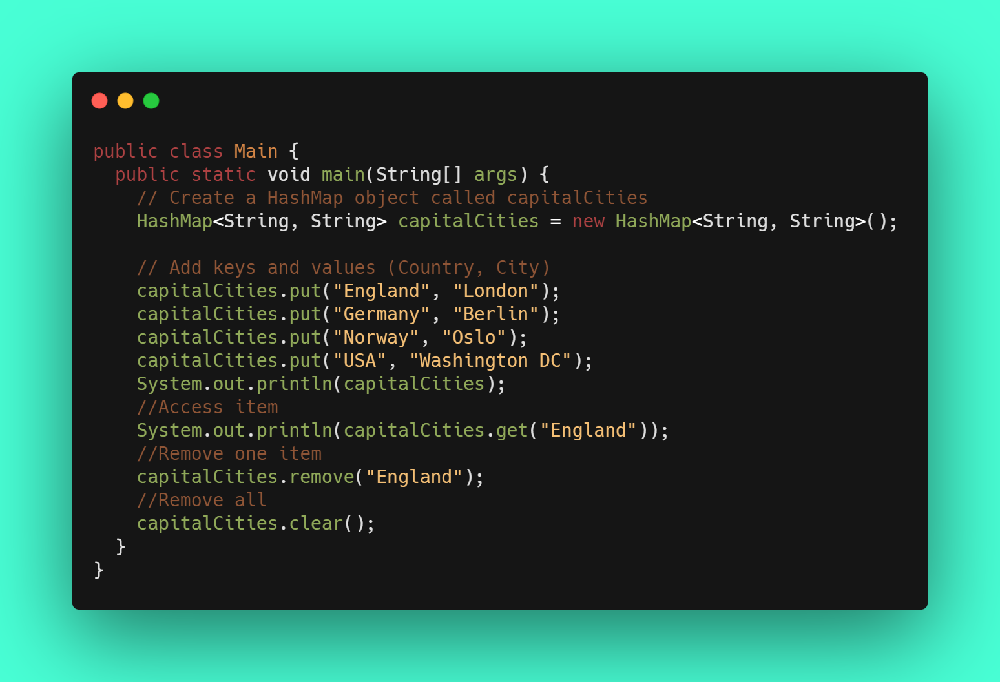 public class Main {
  public static void main(String[] args) {
    // Create a HashMap object called capitalCities
    HashMap<String, String> capitalCities = new HashMap<String, String>();

    // Add keys and values (Country, City)
    capitalCities.put("England", "London");
    capitalCities.put("Germany", "Berlin");
    capitalCities.put("Norway", "Oslo");
    capitalCities.put("USA", "Washington DC");
    System.out.println(capitalCities);
    //Access item
    System.out.println(capitalCities.get("England"));
    //Remove one item
    capitalCities.remove("England");
    //Remove all
    capitalCities.clear();
  }
}